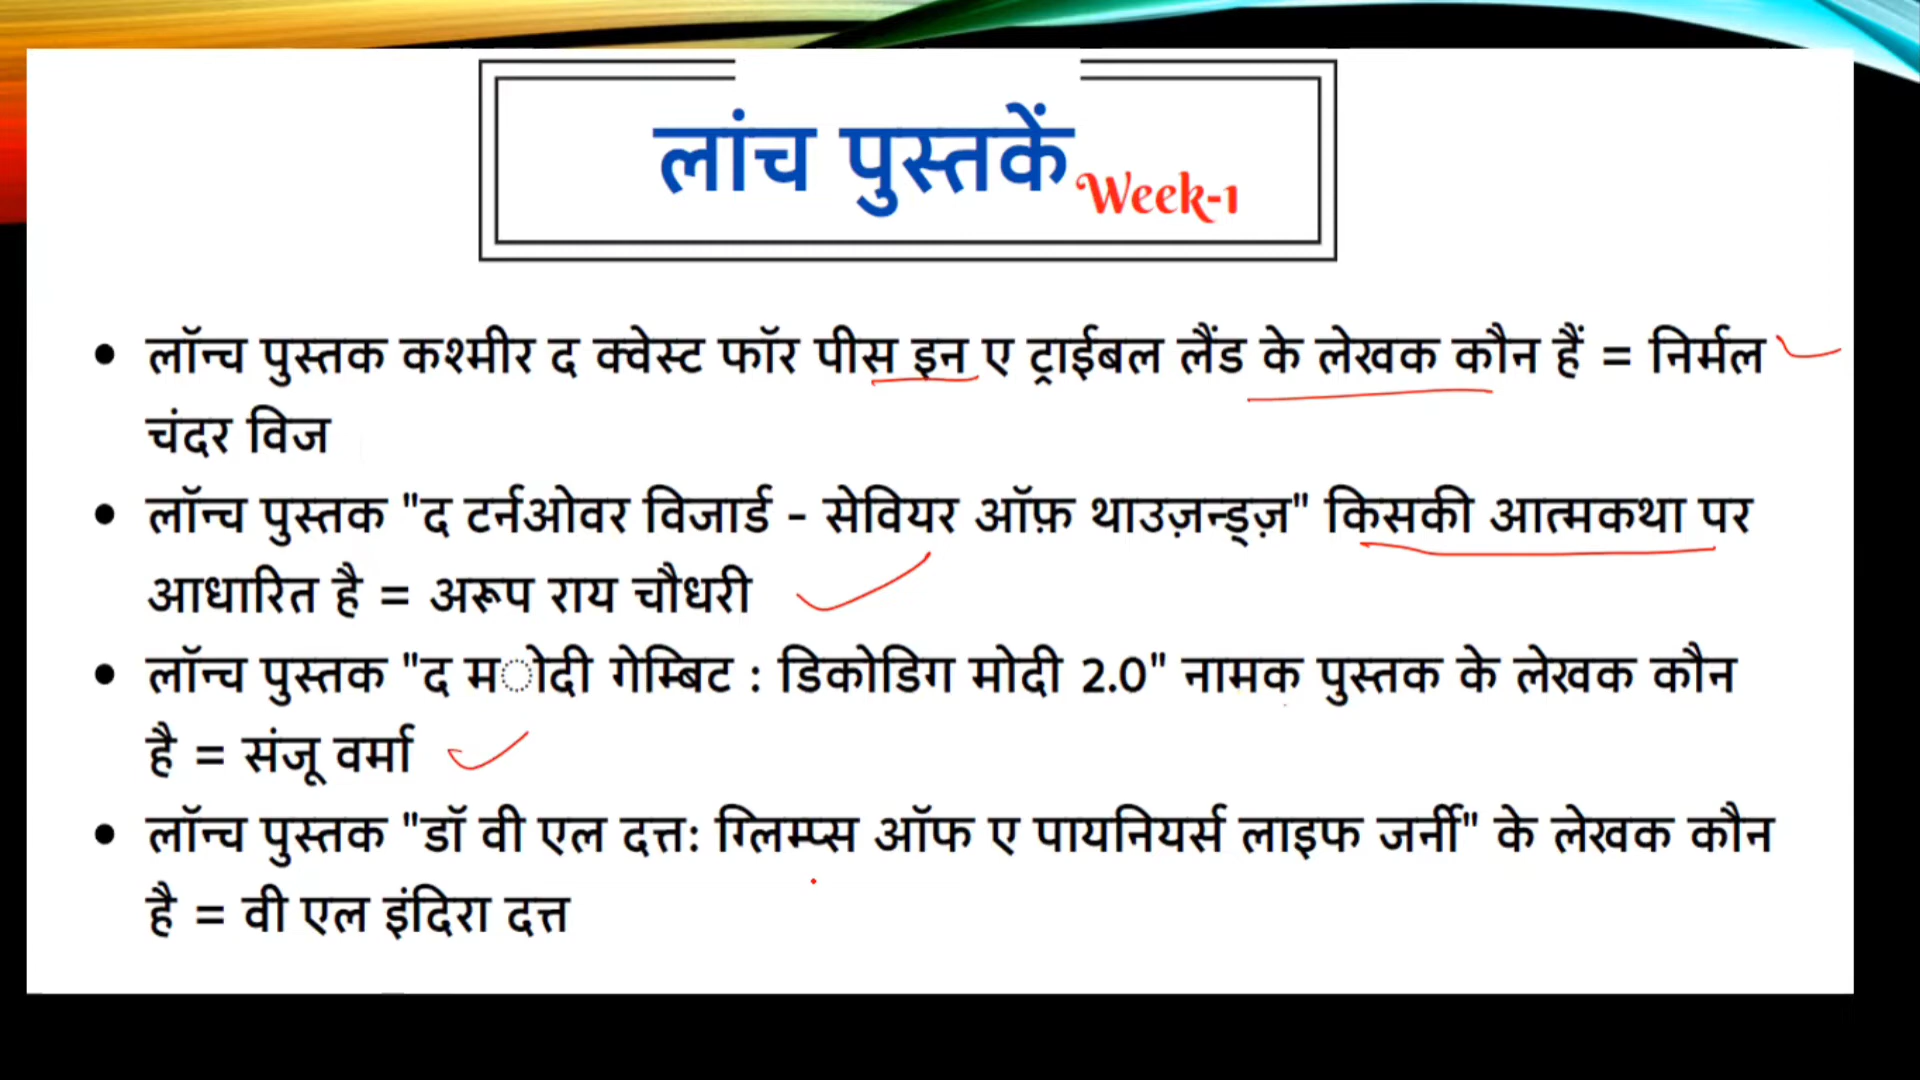 लांच पुस्तकें Week-1
• लॉन्च पुस्तक कश्मीर द क्वेस्ट फॉर पीस इन ए ट्राईबल लैंड के लेखक कौन हैं = निर्मल
चंदर विज
• लॉन्च पुस्तक "द टर्नओवर विजार्ड - सेवियर ऑफ़ थाउज़न्ड्ज़" किसकी आत्मकथा पर
आधारित है = अरूप राय चौधरी
• लॉन्च पुस्तक "द म ोदी गेम्बिट : डिकोडिग मोदी 2.0" नामक पुस्तक के लेखक कौन
है = संजू वर्मा
• लॉन्च पुस्तक "डॉ वी एल दत्त: ग्लिम्प्स ऑफ ए पायनियर्स लाइफ जर्नी" के लेखक कौन
है = वी एल इंदिरा दत्त